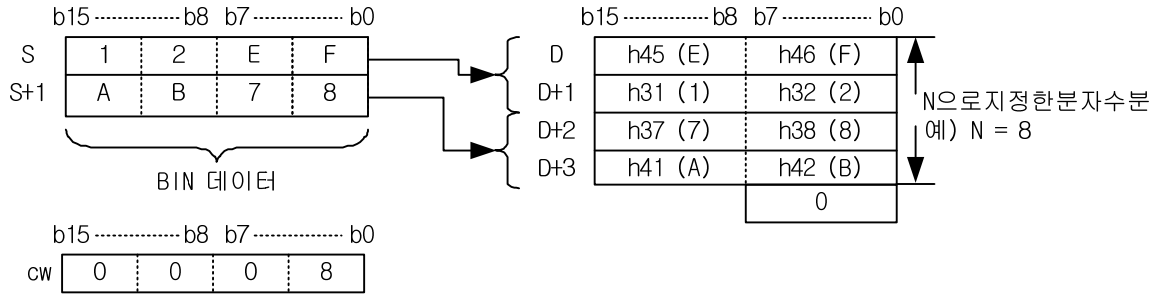 b15 ------------ b8 b7 ------------ b0
S 1 2 E F
S+1 A B 7 8
BIN 데이터
b15 ------------ b8 b7 ------------ b0
D h45 (E) h46 (F)
D+1 h31 (1) h32 (2)
D+2 h37 (7) h38 (8)
D+3 h41 (A) h42 (B)
0
N으로지정한분자수분
예) N = 8
b15 ------------ b8 b7 ------------ b0
cw 0 0 0 8